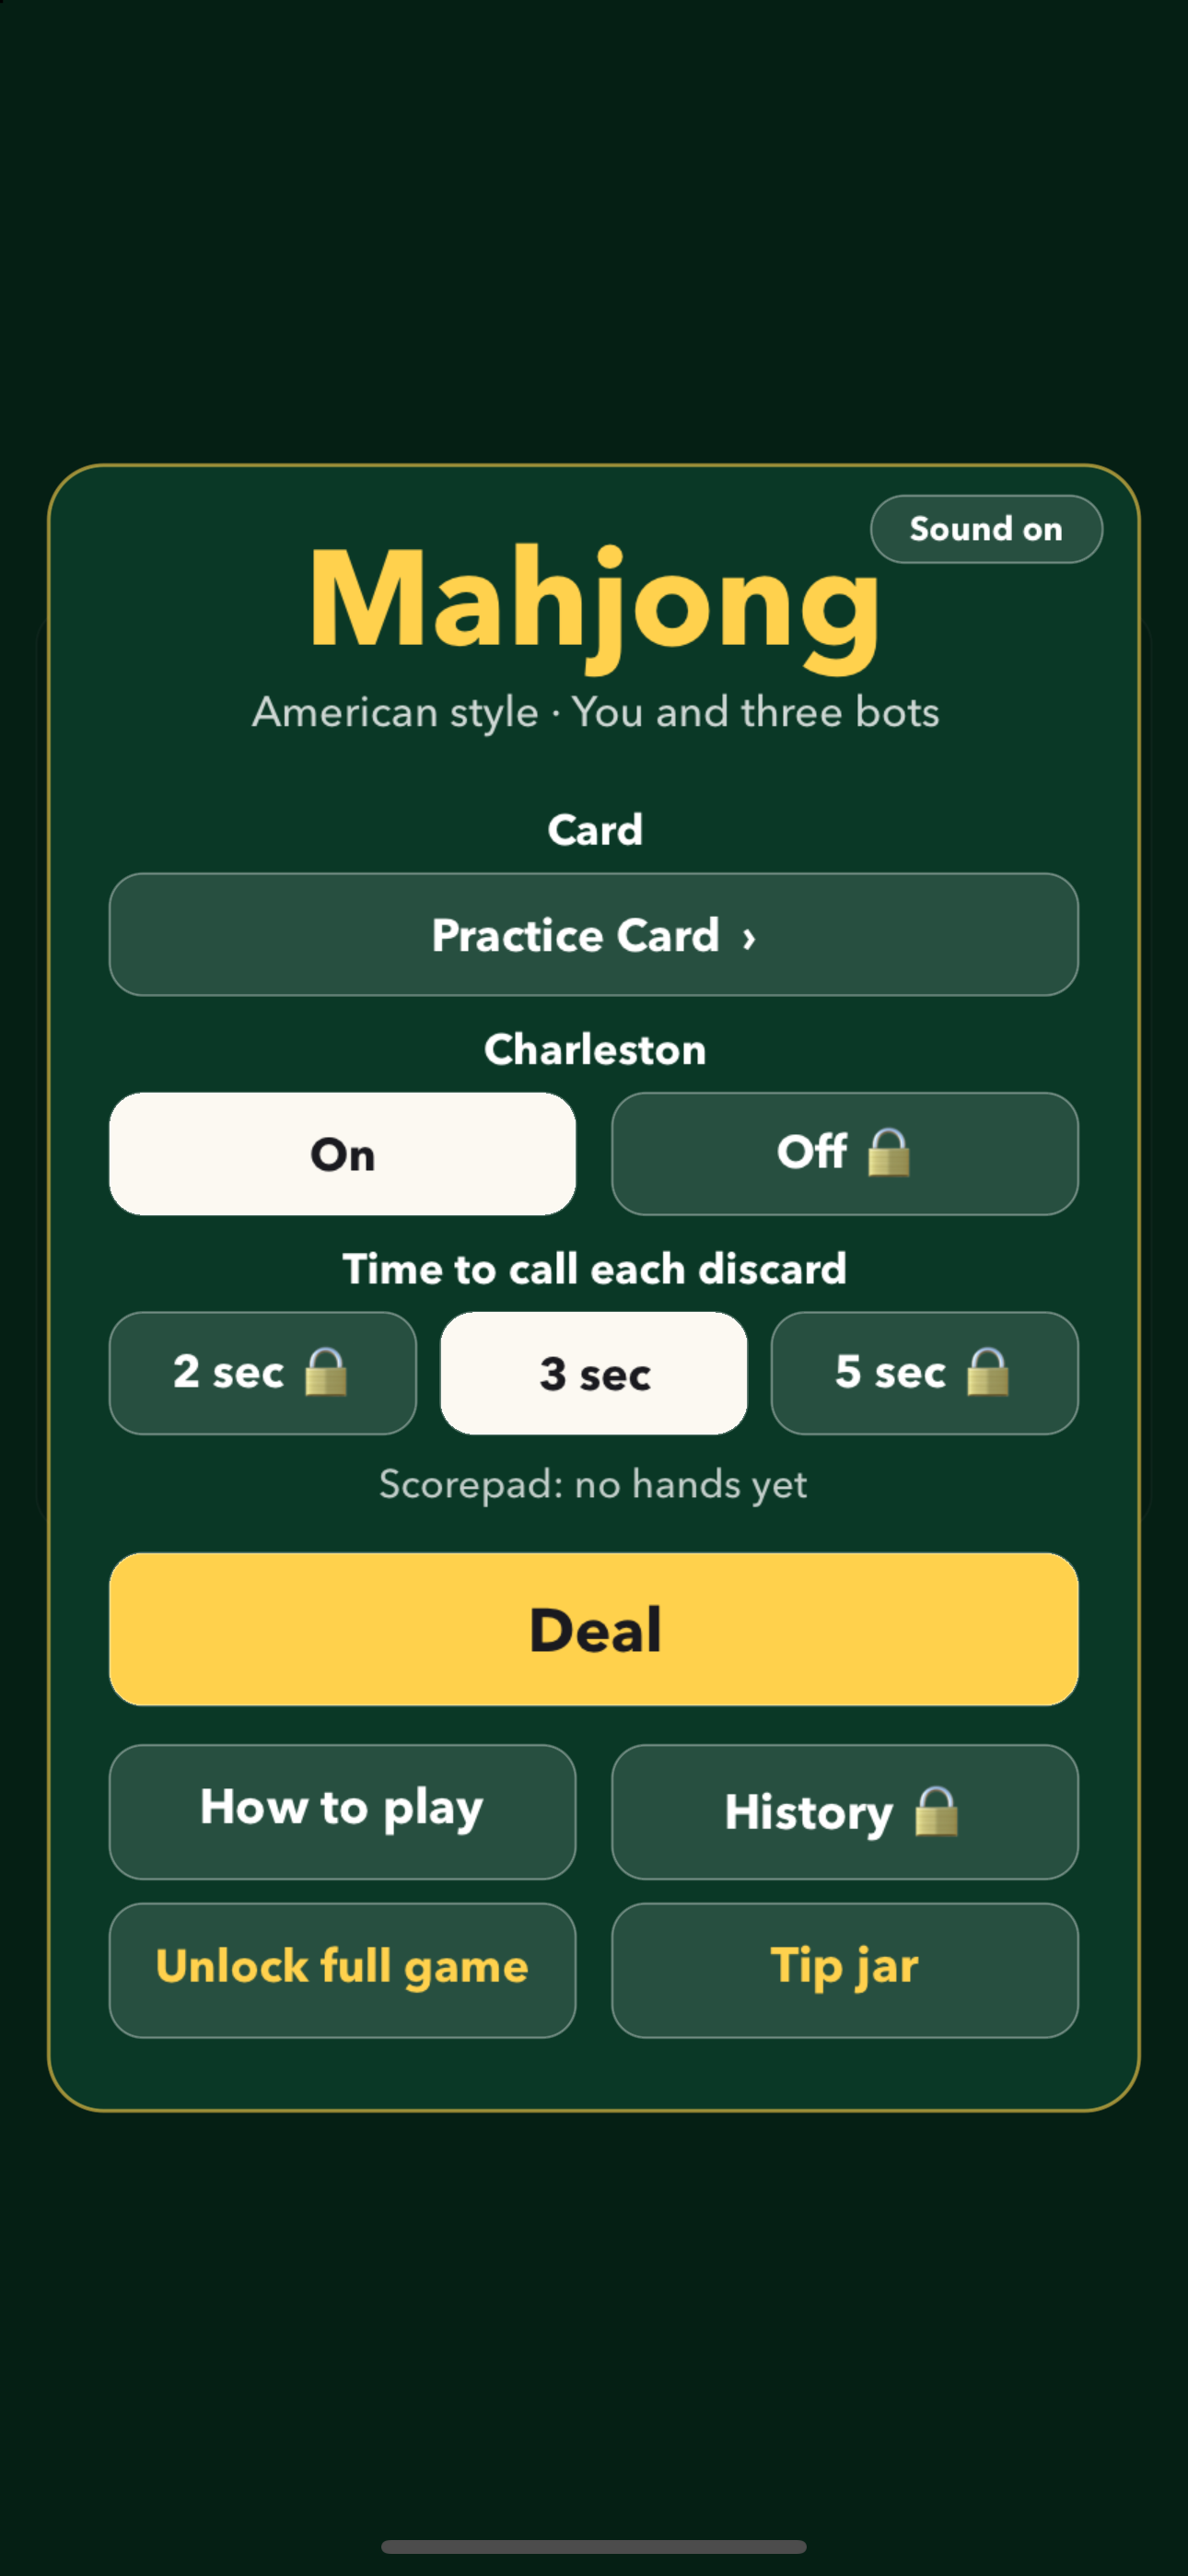 Sound on
Mahjong
American style · You and three bots
Card
Practice Card ›
Charleston
On
Off 🔒
Time to call each discard
2 sec 🔒
3 sec
5 sec 🔒
Scorepad: no hands yet
Deal
How to play
History 🔒
Unlock full game
Tip jar